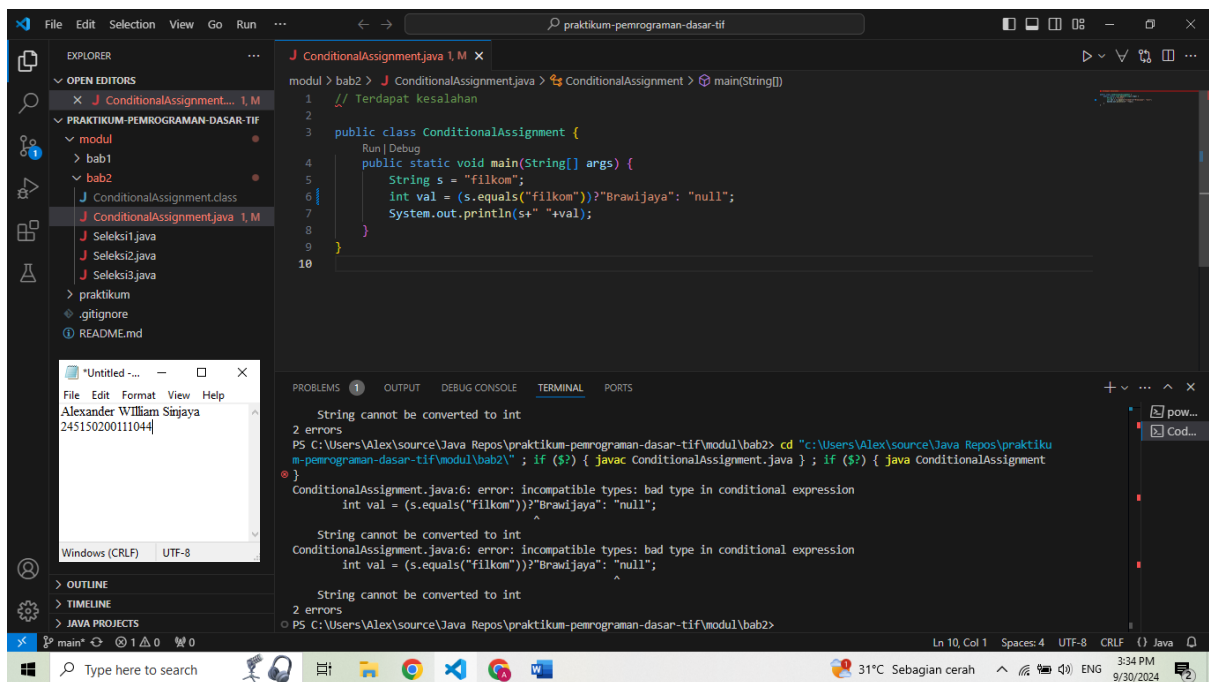 File Edit Selection View Go Run ··· praktikum-pemrograman-dasar-tif
EXPLORER ···
OPEN EDITORS
ConditionalAssignment.... 1, M
PRAKTIKUM-PEMROGRAMAN-DASAR-TIF
modul
bab1
bab2
ConditionalAssignment.class
ConditionalAssignment.java 1, M
Seleksi1.java
Seleksi2.java
Seleksi3.java
praktikum
.gitignore
README.md
1
*Untitled -...
File Edit Format View Help
Alexander WIlliam Sinjaya
245150200111044
Windows (CRLF) UTF-8
OUTLINE
TIMELINE
JAVA PROJECTS
ConditionalAssignment.java 1, M
modul > bab2 > ConditionalAssignment.java > ConditionalAssignment > main(String[])
1 // Terdapat kesalahan
2
3 public class ConditionalAssignment {
Run | Debug
4 public static void main(String[] args) {
5 String s = "filkom";
6 int val = (s.equals("filkom"))?"Brawijaya": "null";
7 System.out.println(s+" "+val);
8 }
9 }
10
PROBLEMS 1 OUTPUT DEBUG CONSOLE TERMINAL PORTS
String cannot be converted to int
2 errors
PS C:\Users\Alex\source\Java Repos\praktikum-pemrograman-dasar-tif\modul\bab2> cd "c:\Users\Alex\source\Java Repos\praktiku
m-pemrograman-dasar-tif\modul\bab2\" ; if ($?) { javac ConditionalAssignment.java } ; if ($?) { java ConditionalAssignment
}
ConditionalAssignment.java:6: error: incompatible types: bad type in conditional expression
int val = (s.equals("filkom"))?"Brawijaya": "null";
^
String cannot be converted to int
ConditionalAssignment.java:6: error: incompatible types: bad type in conditional expression
int val = (s.equals("filkom"))?"Brawijaya": "null";
^
String cannot be converted to int
2 errors
PS C:\Users\Alex\source\Java Repos\praktikum-pemrograman-dasar-tif\modul\bab2>
pow...
Cod...
main* 1 0 0 Ln 10, Col 1 Spaces: 4 UTF-8 CRLF {} Java
Type here to search 31°C Sebagian cerah ENG 3:34 PM
9/30/2024 2